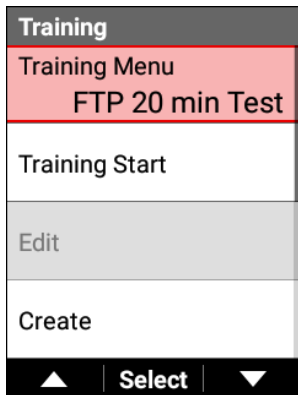 Training
Training Menu
FTP 20 min Test
Training Start
Edit
Create
Select